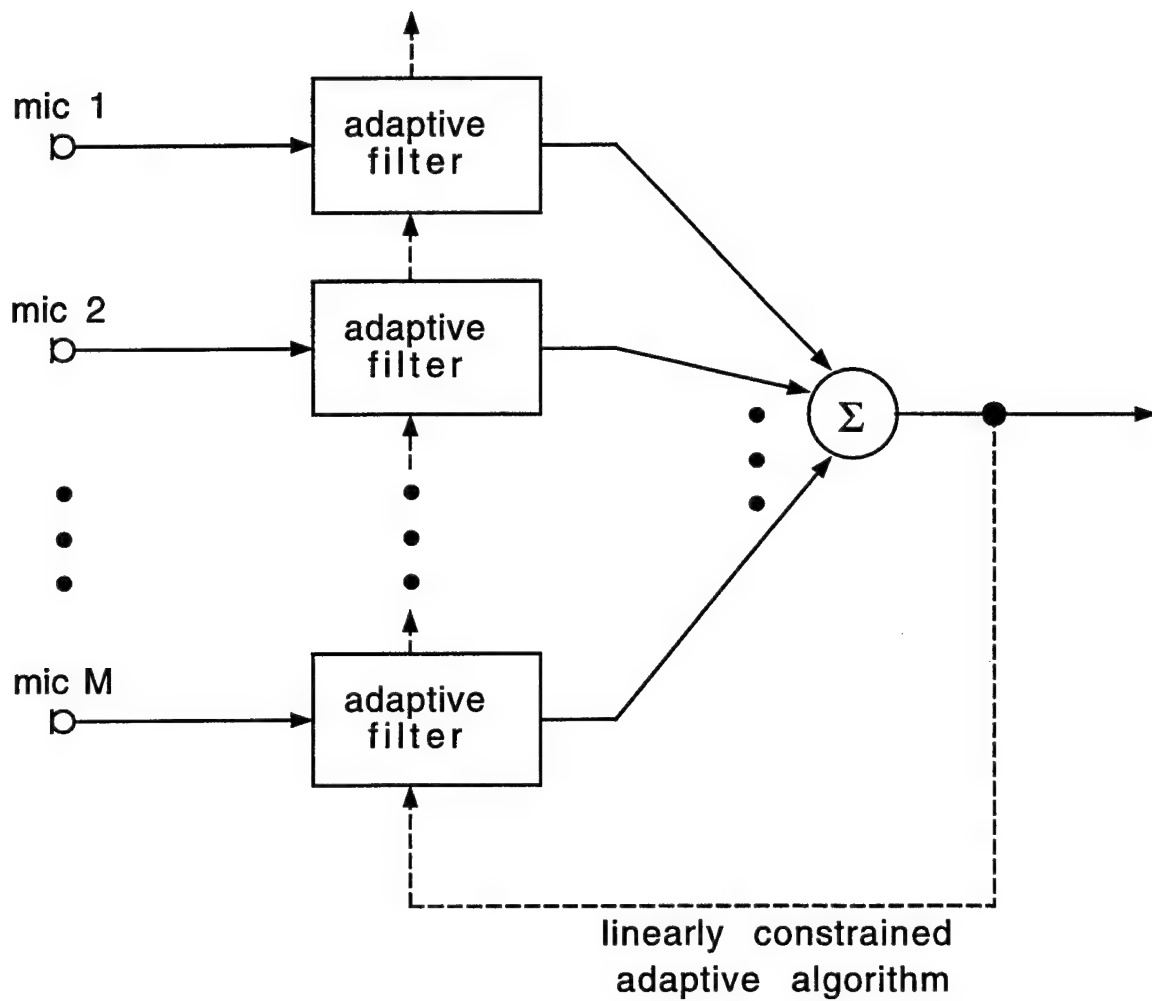 mic 1
adaptive
filter
mic 2
adaptive
filter
Σ
mic M
adaptive
filter
linearly constrained
adaptive algorithm